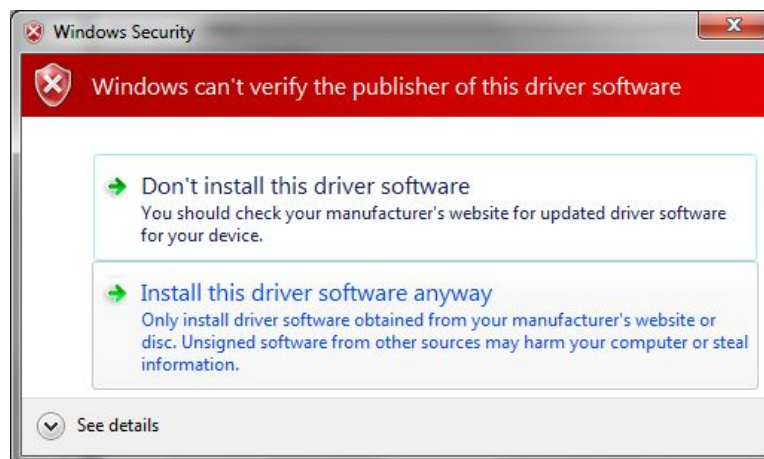 Windows Security
Windows can't verify the publisher of this driver software
Don't install this driver software
You should check your manufacturer's website for updated driver software
for your device.
Install this driver software anyway
Only install driver software obtained from your manufacturer's website or
disc. Unsigned software from other sources may harm your computer or steal
information.
See details